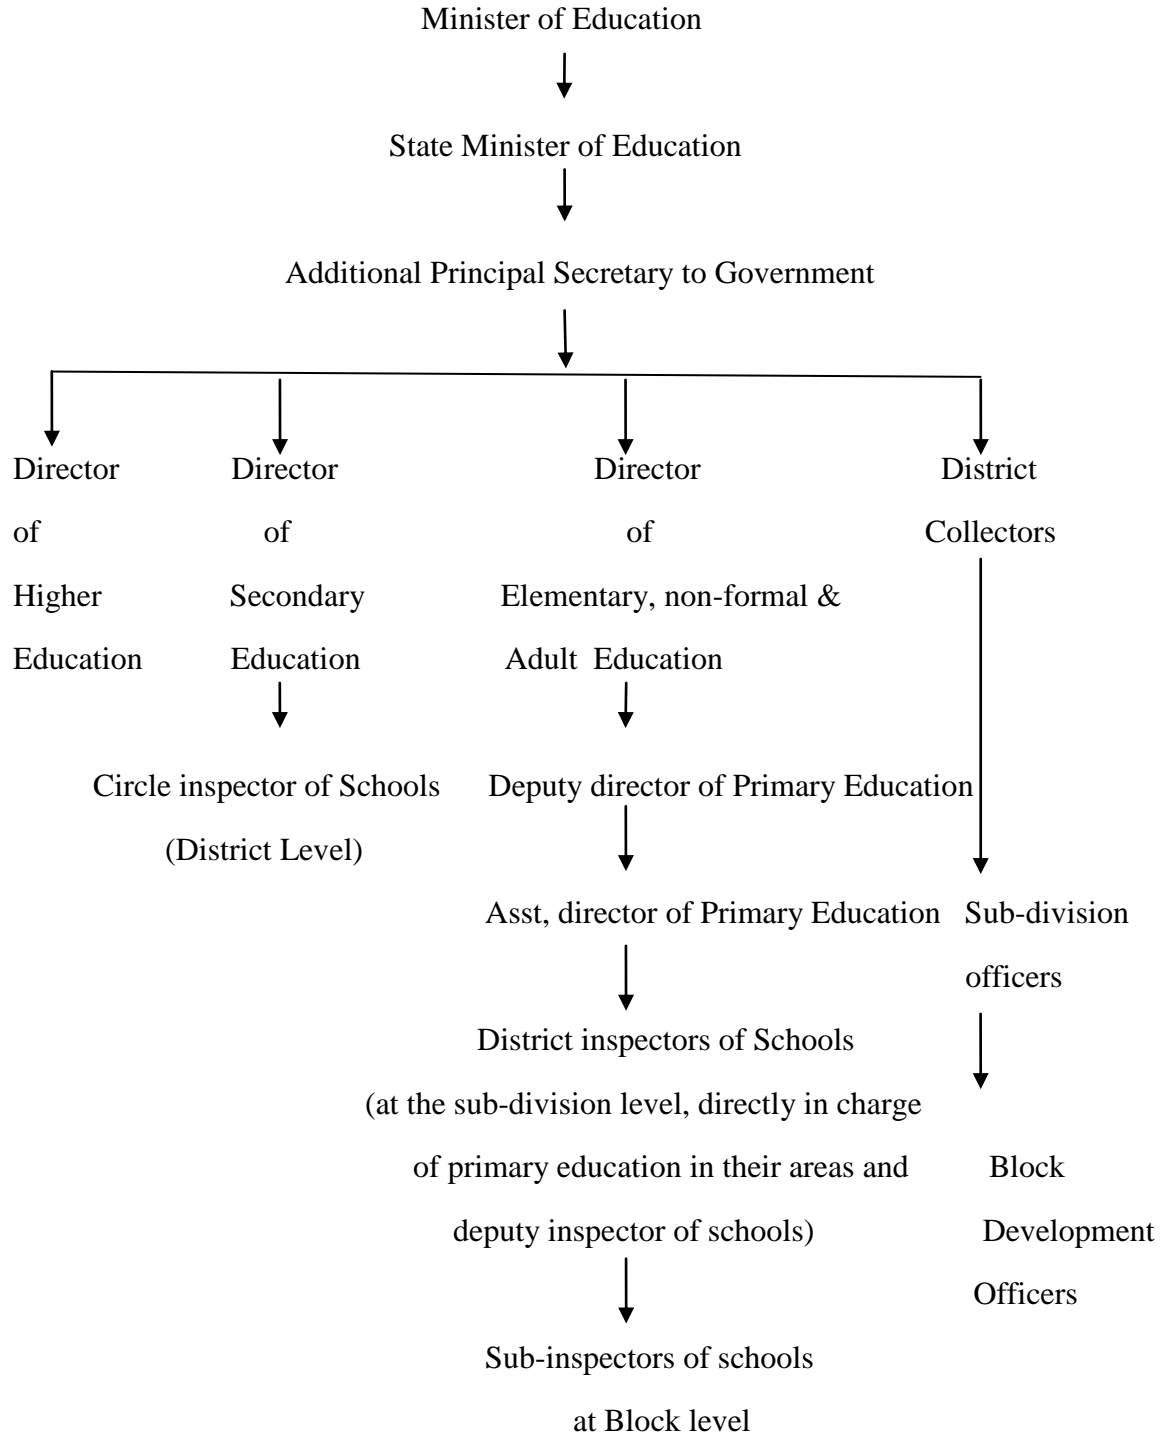 Minister of Education
State Minister of Education
Additional Principal Secretary to Government
Director
of
Higher
Education
Director
of
Secondary
Education
Circle inspector of Schools
(District Level)
Director
of
Elementary, non-formal &
Adult Education
Deputy director of Primary Education
Asst, director of Primary Education
District inspectors of Schools
(at the sub-division level, directly in charge
of primary education in their areas and
deputy inspector of schools)
Sub-inspectors of schools
at Block level
District
Collectors
Sub-division
officers
Block
Development
Officers